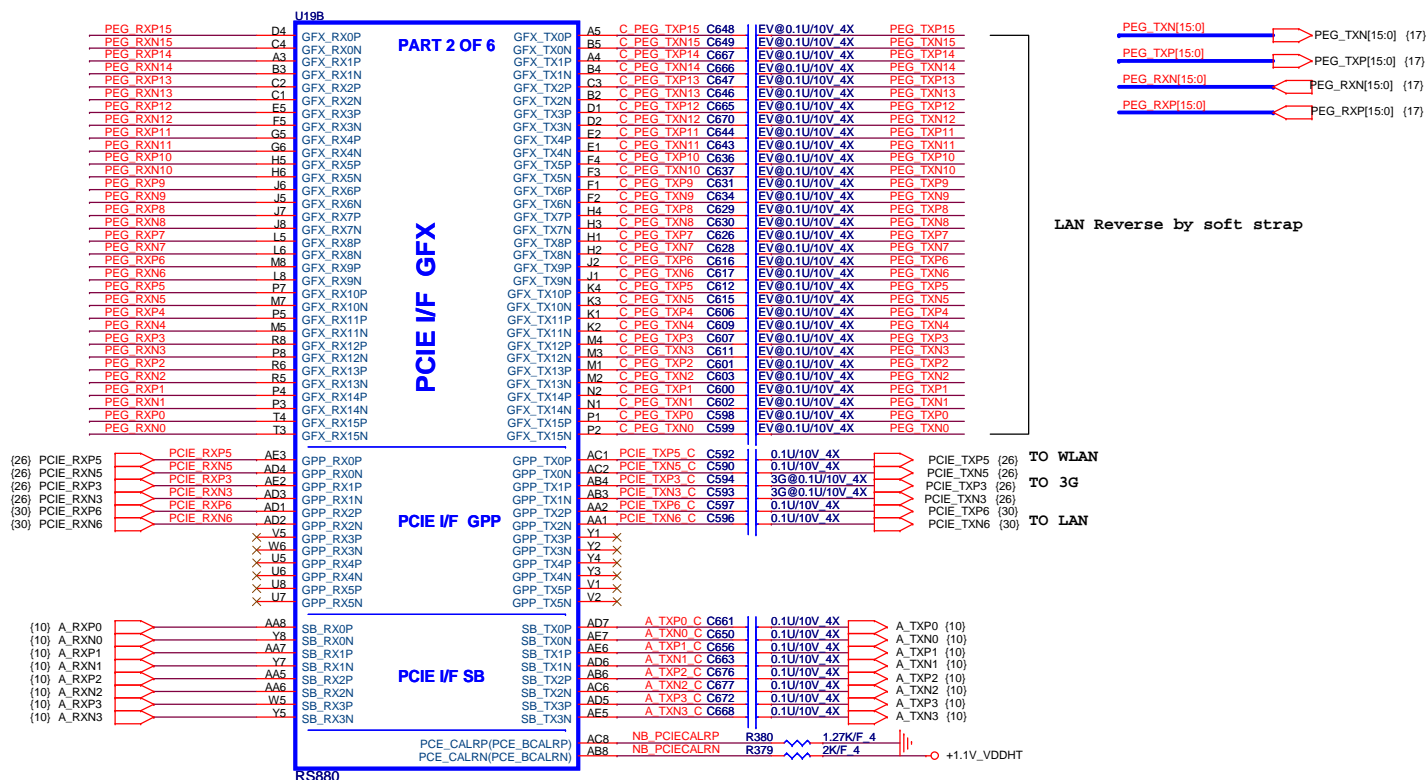 U19B
PART 2 OF 6
PCIE I/F GFX
PEG_RXP15 D4 GFX_RX0P GFX_TX0P A5 C_PEG_TXP15 C648 EV@0.1U/10V_4X PEG_TXP15
PEG_RXN15 C4 GFX_RX0N GFX_TX0N B5 C_PEG_TXN15 C649 EV@0.1U/10V_4X PEG_TXN15
PEG_RXP14 A3 GFX_RX1P GFX_TX1P A4 C_PEG_TXP14 C667 EV@0.1U/10V_4X PEG_TXP14
PEG_RXN14 B3 GFX_RX1N GFX_TX1N B4 C_PEG_TXN14 C666 EV@0.1U/10V_4X PEG_TXN14
PEG_RXP13 C2 GFX_RX2P GFX_TX2P C3 C_PEG_TXP13 C647 EV@0.1U/10V_4X PEG_TXP13
PEG_RXN13 C1 GFX_RX2N GFX_TX2N B2 C_PEG_TXN13 C646 EV@0.1U/10V_4X PEG_TXN13
PEG_RXP12 E5 GFX_RX3P GFX_TX3P D1 C_PEG_TXP12 C665 EV@0.1U/10V_4X PEG_TXP12
PEG_RXN12 F5 GFX_RX3N GFX_TX3N D2 C_PEG_TXN12 C670 EV@0.1U/10V_4X PEG_TXN12
PEG_RXP11 G5 GFX_RX4P GFX_TX4P E2 C_PEG_TXP11 C644 EV@0.1U/10V_4X PEG_TXP11
PEG_RXN11 G6 GFX_RX4N GFX_TX4N E1 C_PEG_TXN11 C643 EV@0.1U/10V_4X PEG_TXN11
PEG_RXP10 H5 GFX_RX5P GFX_TX5P F4 C_PEG_TXP10 C636 EV@0.1U/10V_4X PEG_TXP10
PEG_RXN10 H6 GFX_RX5N GFX_TX5N F3 C_PEG_TXN10 C637 EV@0.1U/10V_4X PEG_TXN10
PEG_RXP9 J6 GFX_RX6P GFX_TX6P F1 C_PEG_TXP9 C631 EV@0.1U/10V_4X PEG_TXP9
PEG_RXN9 J5 GFX_RX6N GFX_TX6N F2 C_PEG_TXN9 C634 EV@0.1U/10V_4X PEG_TXN9
PEG_RXP8 J7 GFX_RX7P GFX_TX7P H4 C_PEG_TXP8 C629 EV@0.1U/10V_4X PEG_TXP8
PEG_RXN8 J8 GFX_RX7N GFX_TX7N H3 C_PEG_TXN8 C630 EV@0.1U/10V_4X PEG_TXN8
PEG_RXP7 L5 GFX_RX8P GFX_TX8P H1 C_PEG_TXP7 C626 EV@0.1U/10V_4X PEG_TXP7
PEG_RXN7 L6 GFX_RX8N GFX_TX8N H2 C_PEG_TXN7 C628 EV@0.1U/10V_4X PEG_TXN7
PEG_RXP6 M8 GFX_RX9P GFX_TX9P J2 C_PEG_TXP6 C616 EV@0.1U/10V_4X PEG_TXP6
PEG_RXN6 L8 GFX_RX9N GFX_TX9N J1 C_PEG_TXN6 C617 EV@0.1U/10V_4X PEG_TXN6
PEG_RXP5 P7 GFX_RX10P GFX_TX10P K4 C_PEG_TXP5 C612 EV@0.1U/10V_4X PEG_TXP5
PEG_RXN5 M7 GFX_RX10N GFX_TX10N K3 C_PEG_TXN5 C615 EV@0.1U/10V_4X PEG_TXN5
PEG_RXP4 P5 GFX_RX11P GFX_TX11P K1 C_PEG_TXP4 C606 EV@0.1U/10V_4X PEG_TXP4
PEG_RXN4 M5 GFX_RX11N GFX_TX11N K2 C_PEG_TXN4 C609 EV@0.1U/10V_4X PEG_TXN4
PEG_RXP3 R8 GFX_RX12P GFX_TX12P M4 C_PEG_TXP3 C607 EV@0.1U/10V_4X PEG_TXP3
PEG_RXN3 P8 GFX_RX12N GFX_TX12N M3 C_PEG_TXN3 C611 EV@0.1U/10V_4X PEG_TXN3
PEG_RXP2 R6 GFX_RX13P GFX_TX13P M1 C_PEG_TXP2 C601 EV@0.1U/10V_4X PEG_TXP2
PEG_RXN2 R5 GFX_RX13N GFX_TX13N M2 C_PEG_TXN2 C603 EV@0.1U/10V_4X PEG_TXN2
PEG_RXP1 P4 GFX_RX14P GFX_TX14P N2 C_PEG_TXP1 C600 EV@0.1U/10V_4X PEG_TXP1
PEG_RXN1 P3 GFX_RX14N GFX_TX14N N1 C_PEG_TXN1 C602 EV@0.1U/10V_4X PEG_TXN1
PEG_RXP0 T4 GFX_RX15P GFX_TX15P P1 C_PEG_TXP0 C598 EV@0.1U/10V_4X PEG_TXP0
PEG_RXN0 T3 GFX_RX15N GFX_TX15N P2 C_PEG_TXN0 C599 EV@0.1U/10V_4X PEG_TXN0
PEG_TXN[15:0] PEG_TXN[15:0] {17}
PEG_TXP[15:0] PEG_TXP[15:0] {17}
PEG_RXN[15:0] PEG_RXN[15:0] {17}
PEG_RXP[15:0] PEG_RXP[15:0] {17}
LAN Reverse by soft strap
PCIE I/F GPP
{26} PCIE_RXP5 PCIE_RXP5 AE3 GPP_RX0P GPP_TX0P AC1 PCIE_TXP5_C C592 0.1U/10V_4X PCIE_TXP5 {26} TO WLAN
{26} PCIE_RXN5 PCIE_RXN5 AD4 GPP_RX0N GPP_TX0N AC2 PCIE_TXN5_C C590 0.1U/10V_4X PCIE_TXN5 {26}
{26} PCIE_RXP3 PCIE_RXP3 AE2 GPP_RX1P GPP_TX1P AB4 PCIE_TXP3_C C594 3G@0.1U/10V_4X PCIE_TXP3 {26} TO 3G
{26} PCIE_RXN3 PCIE_RXN3 AD3 GPP_RX1N GPP_TX1N AB3 PCIE_TXN3_C C593 3G@0.1U/10V_4X PCIE_TXN3 {26}
{30} PCIE_RXP6 PCIE_RXP6 AD1 GPP_RX2P GPP_TX2P AA2 PCIE_TXP6_C C597 0.1U/10V_4X PCIE_TXP6 {30}
{30} PCIE_RXN6 PCIE_RXN6 AD2 GPP_RX2N GPP_TX2N AA1 PCIE_TXN6_C C596 0.1U/10V_4X PCIE_TXN6 {30} TO LAN
V5 GPP_RX3P GPP_TX3P Y1
W6 GPP_RX3N GPP_TX3N Y2
U5 GPP_RX4P GPP_TX4P Y4
U6 GPP_RX4N GPP_TX4N Y3
U8 GPP_RX5P GPP_TX5P V1
U7 GPP_RX5N GPP_TX5N V2
PCIE I/F SB
{10} A_RXP0 AA8 SB_RX0P SB_TX0P AD7 A_TXP0_C C661 0.1U/10V_4X A_TXP0 {10}
{10} A_RXN0 Y8 SB_RX0N SB_TX0N AE7 A_TXN0_C C650 0.1U/10V_4X A_TXN0 {10}
{10} A_RXP1 AA7 SB_RX1P SB_TX1P AE6 A_TXP1_C C656 0.1U/10V_4X A_TXP1 {10}
{10} A_RXN1 Y7 SB_RX1N SB_TX1N AD6 A_TXN1_C C663 0.1U/10V_4X A_TXN1 {10}
{10} A_RXP2 AA5 SB_RX2P SB_TX2P AB6 A_TXP2_C C676 0.1U/10V_4X A_TXP2 {10}
{10} A_RXN2 AA6 SB_RX2N SB_TX2N AC6 A_TXN2_C C677 0.1U/10V_4X A_TXN2 {10}
{10} A_RXP3 W5 SB_RX3P SB_TX3P AD5 A_TXP3_C C672 0.1U/10V_4X A_TXP3 {10}
{10} A_RXN3 Y5 SB_RX3N SB_TX3N AE5 A_TXN3_C C668 0.1U/10V_4X A_TXN3 {10}
PCE_CALRP(PCE_BCALRP) AC8 NB_PCIECALRP R380 1.27K/F_4
PCE_CALRN(PCE_BCALRN) AB8 NB_PCIECALRN R379 2K/F_4 +1.1V_VDDHT
RS880